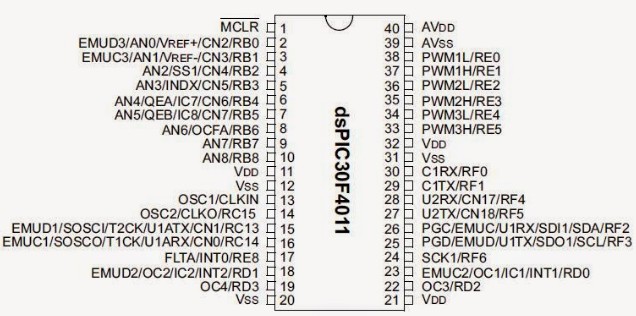 MCLR 1
EMUD3/AN0/VREF+/CN2/RB0 2
EMUC3/AN1/VREF-/CN3/RB1 3
AN2/SS1/CN4/RB2 4
AN3/INDX/CN5/RB3 5
AN4/QEA/IC7/CN6/RB4 6
AN5/QEB/IC8/CN7/RB5 7
AN6/OCFA/RB6 8
AN7/RB7 9
AN8/RB8 10
VDD 11
VSS 12
OSC1/CLKIN 13
OSC2/CLKO/RC15 14
EMUD1/SOSCI/T2CK/U1ATX/CN1/RC13 15
EMUC1/SOSCO/T1CK/U1ARX/CN0/RC14 16
FLTA/INT0/RE8 17
EMUD2/OC2/IC2/INT2/RD1 18
OC4/RD3 19
VSS 20
dsPIC30F4011
40 AVDD
39 AVSS
38 PWM1L/RE0
37 PWM1H/RE1
36 PWM2L/RE2
35 PWM2H/RE3
34 PWM3L/RE4
33 PWM3H/RE5
32 VDD
31 VSS
30 C1RX/RF0
29 C1TX/RF1
28 U2RX/CN17/RF4
27 U2TX/CN18/RF5
26 PGC/EMUC/U1RX/SDI1/SDA/RF2
25 PGD/EMUD/U1TX/SDO1/SCL/RF3
24 SCK1/RF6
23 EMUC2/OC1/IC1/INT1/RD0
22 OC3/RD2
21 VDD